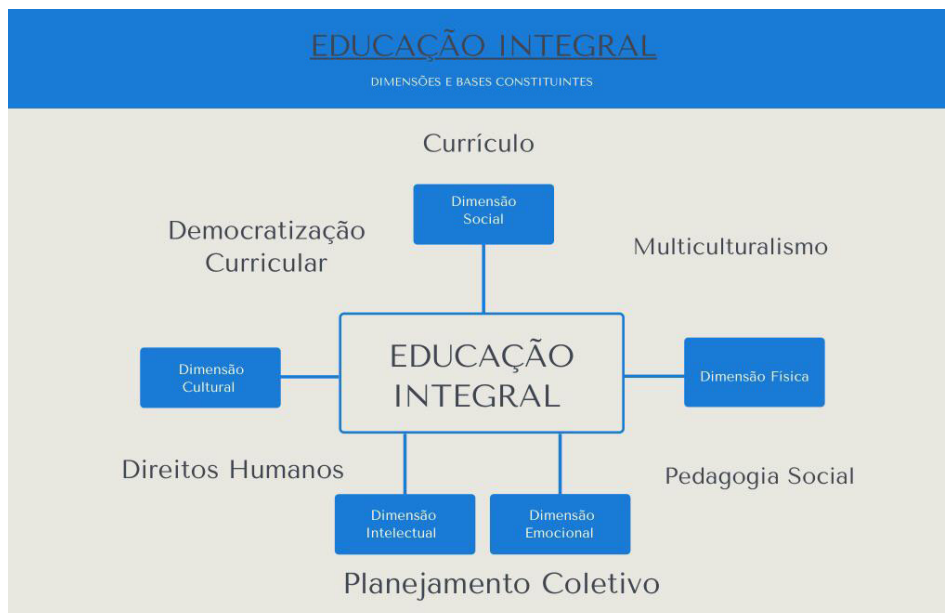 EDUCAÇÃO INTEGRAL
DIMENSÕES E BASES CONSTITUINTES
Currículo
Dimensão
Social
Democratização
Curricular
Multiculturalismo
EDUCAÇÃO
INTEGRAL
Dimensão
Cultural
Dimensão Física
Direitos Humanos
Pedagogia Social
Dimensão
Intelectual
Dimensão
Emocional
Planejamento Coletivo